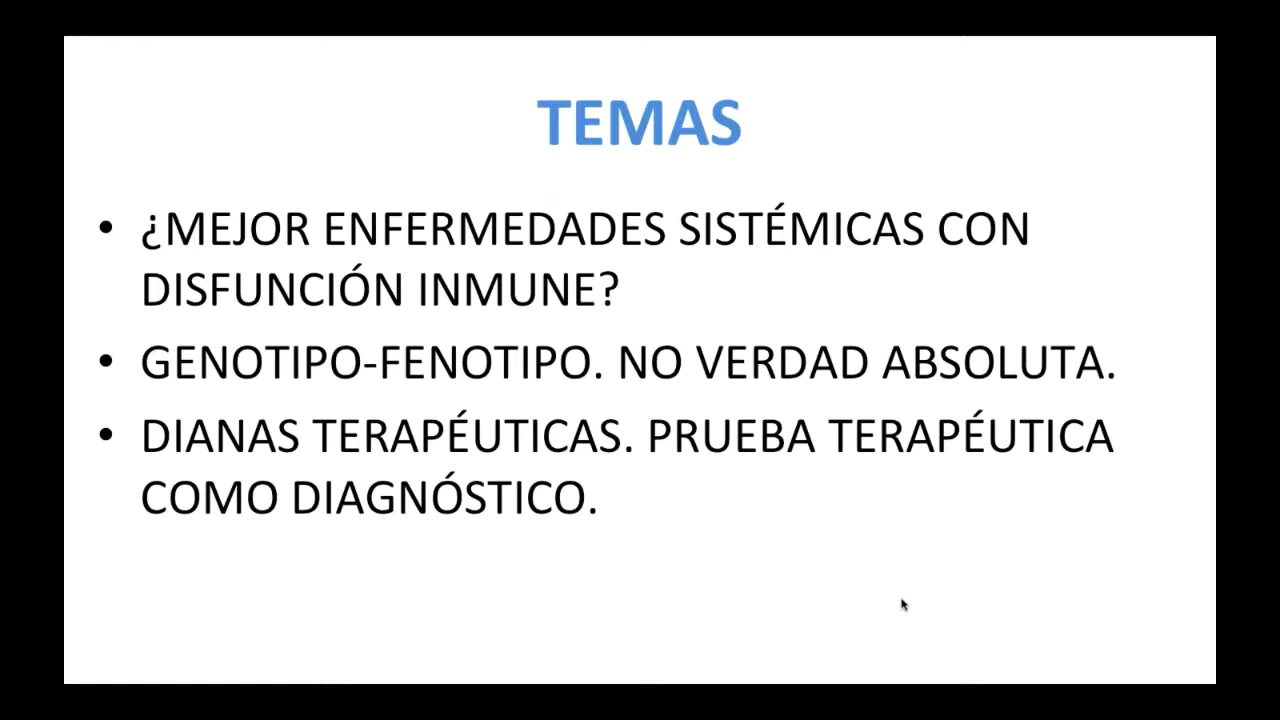 TEMAS
• ¿MEJOR ENFERMEDADES SISTÉMICAS CON
DISFUNCIÓN INMUNE?
• GENOTIPO-FENOTIPO. NO VERDAD ABSOLUTA.
• DIANAS TERAPÉUTICAS. PRUEBA TERAPÉUTICA
COMO DIAGNÓSTICO.